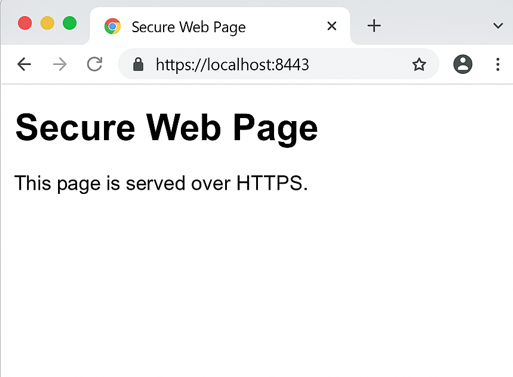 Secure Web Page
https://localhost:8443
Secure Web Page
This page is served over HTTPS.